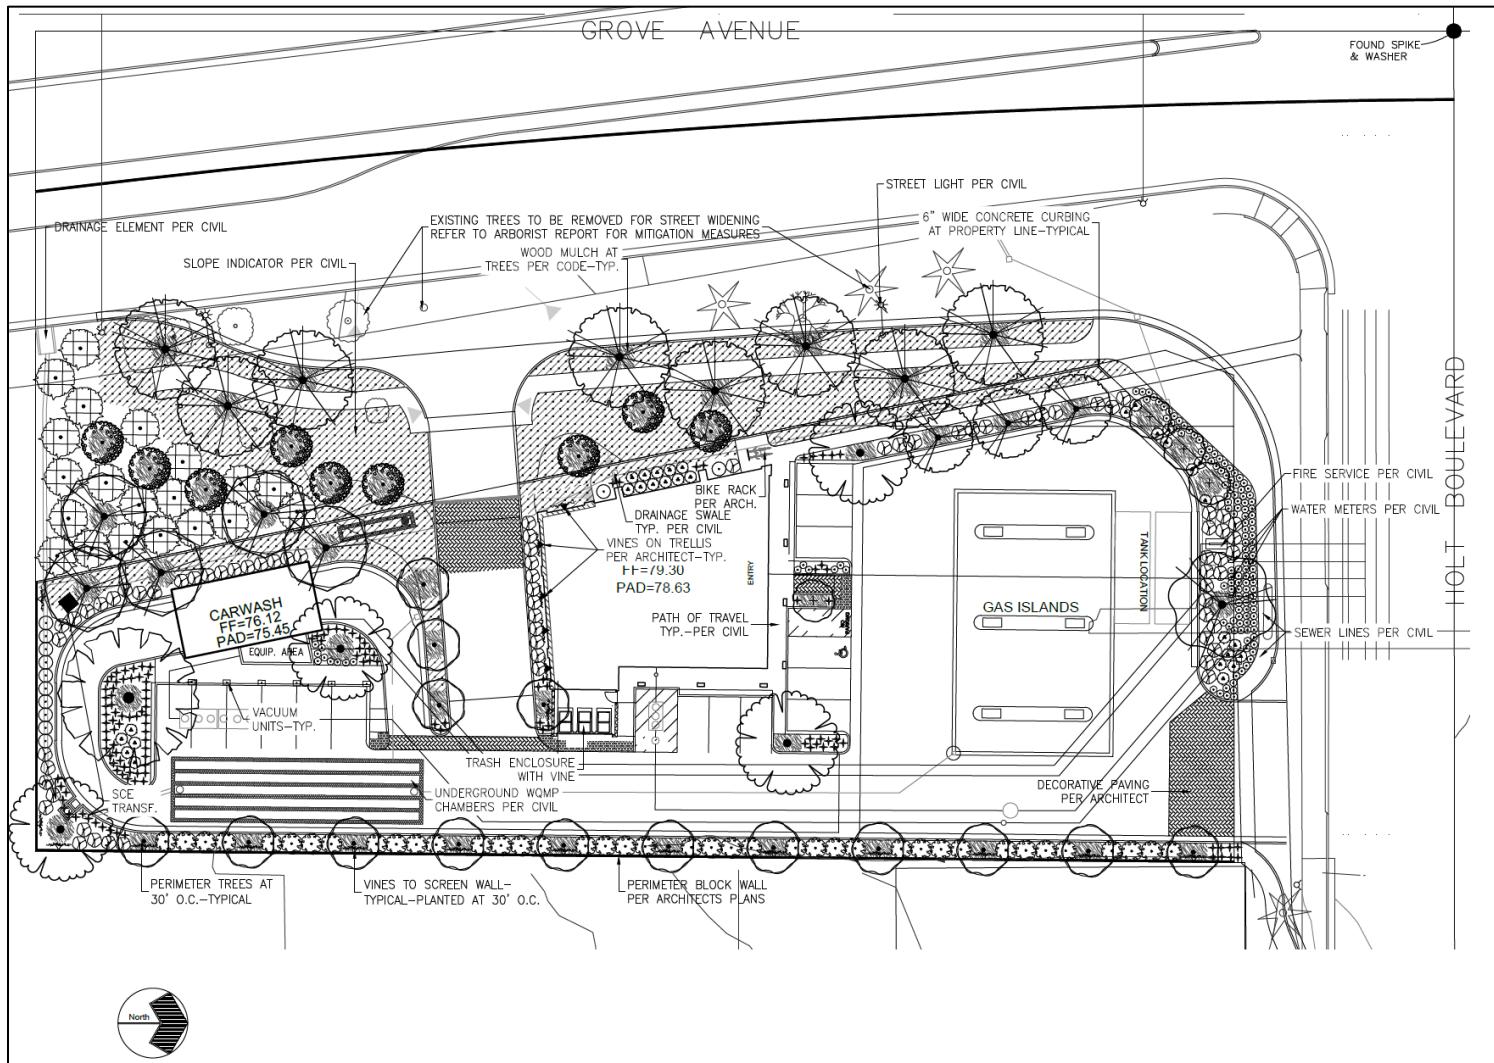 GROVE AVENUE
FOUND SPIKE
& WASHER
STREET LIGHT PER CIVIL
EXISTING TREES TO BE REMOVED FOR STREET WIDENING
REFER TO ARBORIST REPORT FOR MITIGATION MEASURES
6" WIDE CONCRETE CURBING
AT PROPERTY LINE-TYPICAL
DRAINAGE ELEMENT PER CIVIL
WOOD MULCH AT
TREES PER CODE-TYP.
SLOPE INDICATOR PER CIVIL
HOLT BOULEVARD
FIRE SERVICE PER CIVIL
WATER METERS PER CIVIL
BIKE RACK
PER ARCH.
DRAINAGE SWALE
TYP. PER CIVIL
VINES ON TRELLIS
PER ARCHITECT-TYP.
FF=79.30
PAD=78.63
ENTRY
TANK LOCATION
GAS ISLANDS
PATH OF TRAVEL
TYP.-PER CIVIL
SEWER LINES PER CIVIL
CARWASH
FF=76.12
PAD=75.45
EQUIP. AREA
VACUUM
UNITS-TYP.
TRASH ENCLOSURE
WITH VINE
SCE
TRANSF.
UNDERGROUND WQMP
CHAMBERS PER CIVIL
DECORATIVE PAVING
PER ARCHITECT
PERIMETER TREES AT
30' O.C.-TYPICAL
VINES TO SCREEN WALL-
TYPICAL-PLANTED AT 30' O.C.
PERIMETER BLOCK WALL
PER ARCHITECTS PLANS
North